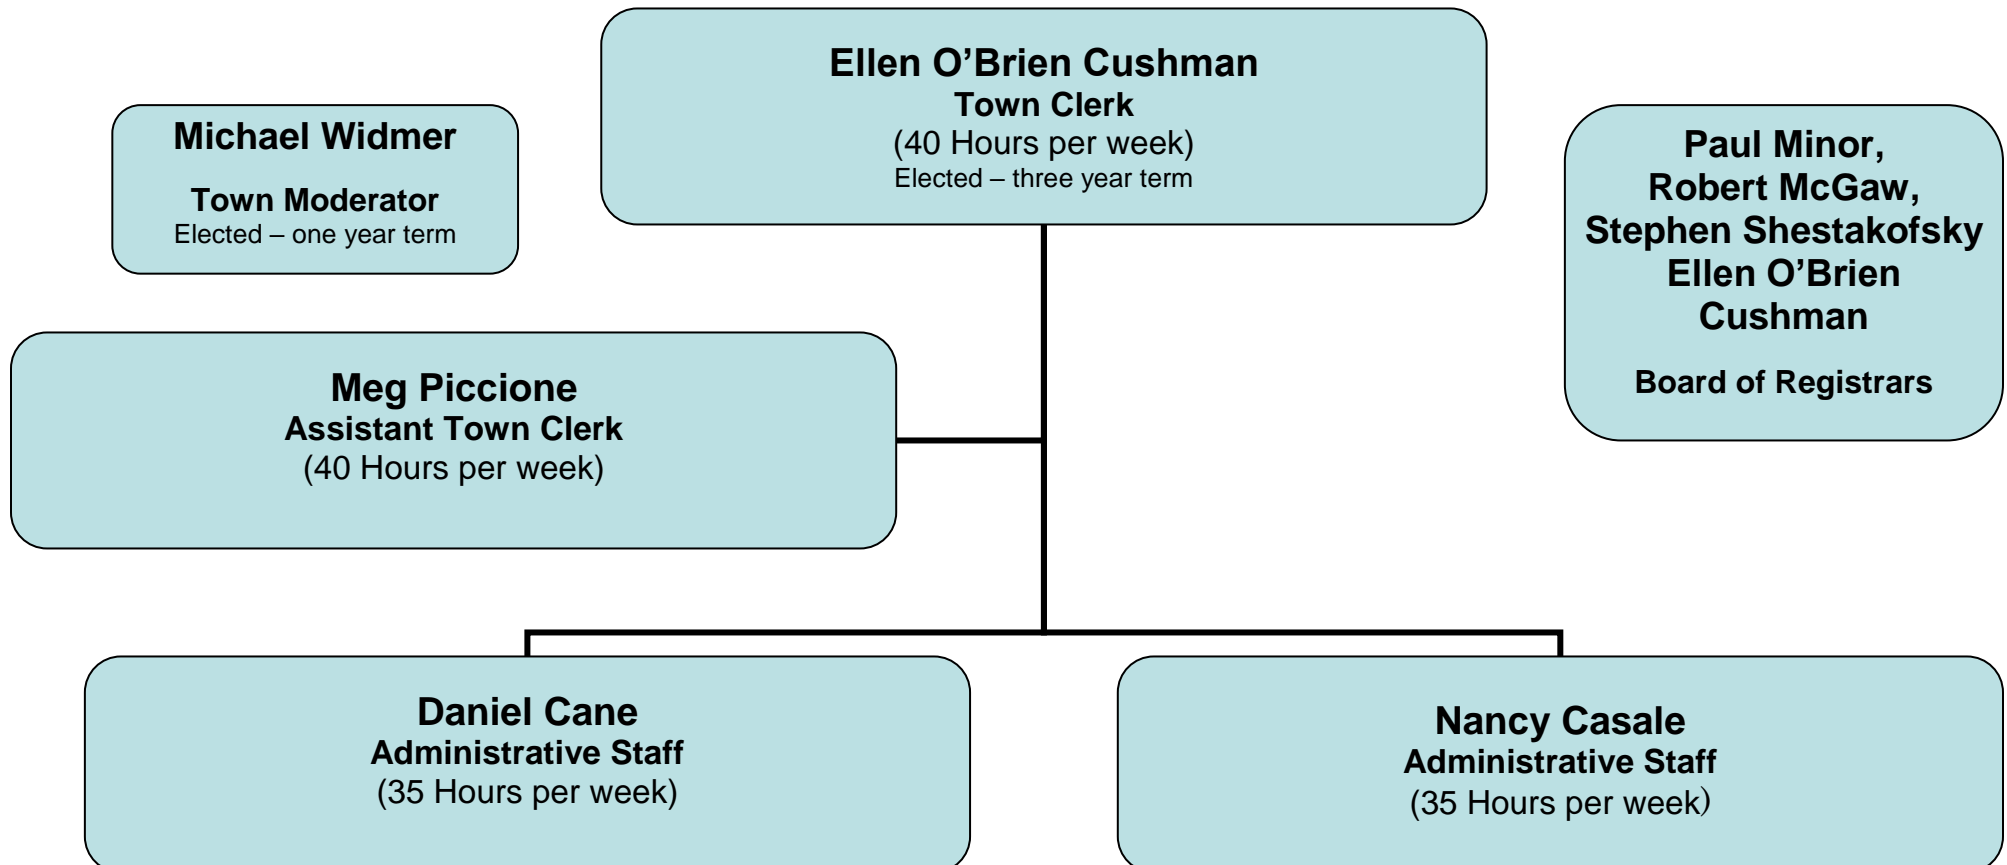 Ellen O’Brien Cushman
Town Clerk
(40 Hours per week)
Elected – three year term
Michael Widmer
Town Moderator
Elected – one year term
Paul Minor,
Robert McGaw,
Stephen Shestakofsky
Ellen O’Brien
Cushman
Board of Registrars
Meg Piccione
Assistant Town Clerk
(40 Hours per week)
Daniel Cane
Administrative Staff
(35 Hours per week)
Nancy Casale
Administrative Staff
(35 Hours per week)